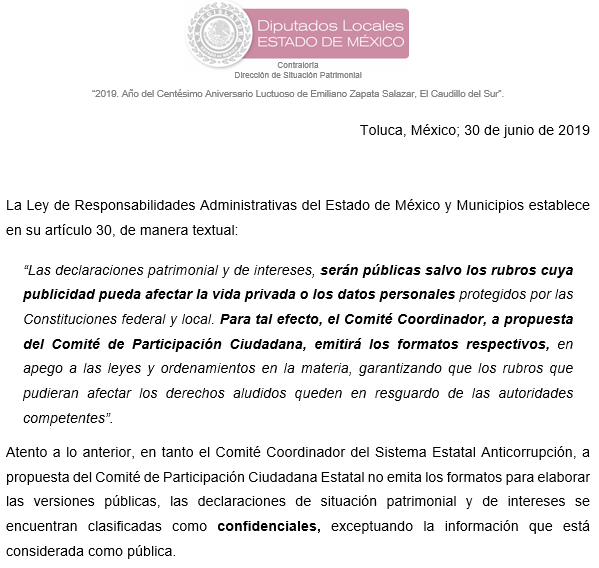 Diputados Locales
ESTADO DE MÉXICO
Contraloría
Dirección de Situación Patrimonial
"2019. Año del Centésimo Aniversario Luctuoso de Emiliano Zapata Salazar, El Caudillo del Sur".
Toluca, México; 30 de junio de 2019
La Ley de Responsabilidades Administrativas del Estado de México y Municipios establece
en su artículo 30, de manera textual:
"Las declaraciones patrimonial y de intereses, serán públicas salvo los rubros cuya
publicidad pueda afectar la vida privada o los datos personales protegidos por las
Constituciones federal y local. Para tal efecto, el Comité Coordinador, a propuesta
del Comité de Participación Ciudadana, emitirá los formatos respectivos, en
apego a las leyes y ordenamientos en la materia, garantizando que los rubros que
pudieran afectar los derechos aludidos queden en resguardo de las autoridades
competentes".
Atento a lo anterior, en tanto el Comité Coordinador del Sistema Estatal Anticorrupción, a
propuesta del Comité de Participación Ciudadana Estatal no emita los formatos para elaborar
las versiones públicas, las declaraciones de situación patrimonial y de intereses se
encuentran clasificadas como confidenciales, exceptuando la información que está
considerada como pública.